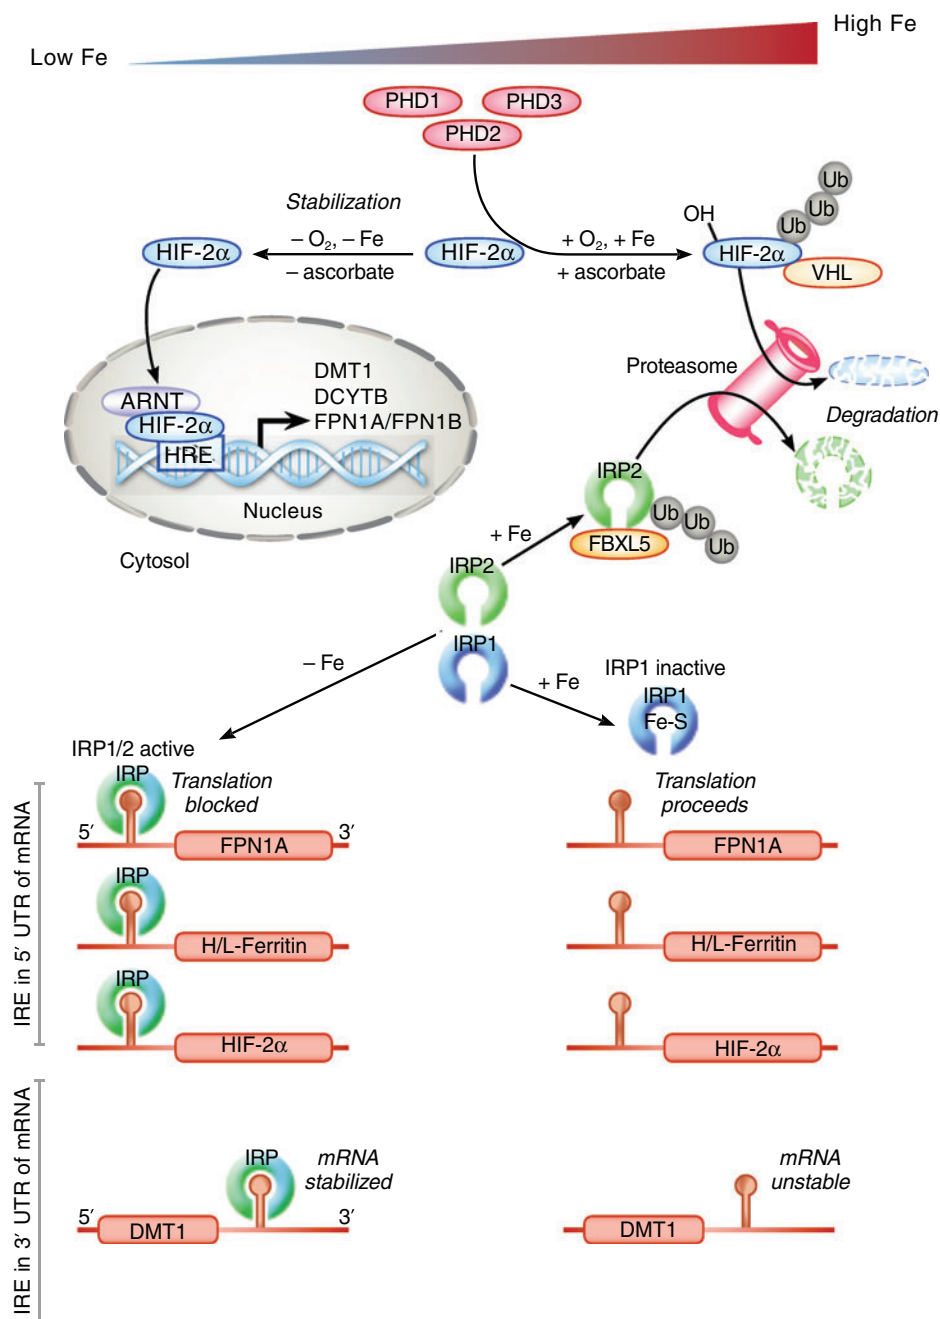 High Fe
Low Fe
PHD1
PHD3
PHD2
Ub
Ub
Ub
Stabilization
OH
– O₂, – Fe
+ O₂, + Fe
HIF-2α
HIF-2α
HIF-2α
– ascorbate
+ ascorbate
VHL
Proteasome
DMT1
DCYTB
FPN1A/FPN1B
ARNT
HIF-2α
HRE
Degradation
Nucleus
IRP2
Ub
Ub
Ub
FBXL5
+ Fe
Cytosol
IRP2
IRP1
– Fe
+ Fe
IRP1 inactive
IRP1
Fe-S
IRP1/2 active
IRP
Translation
blocked
Translation
proceeds
5′
3′
FPN1A
FPN1A
IRP
H/L-Ferritin
H/L-Ferritin
IRP
HIF-2α
HIF-2α
IRE in 5′ UTR of mRNA
IRP
mRNA
stabilized
mRNA
unstable
5′
3′
DMT1
DMT1
IRE in 3′ UTR of mRNA